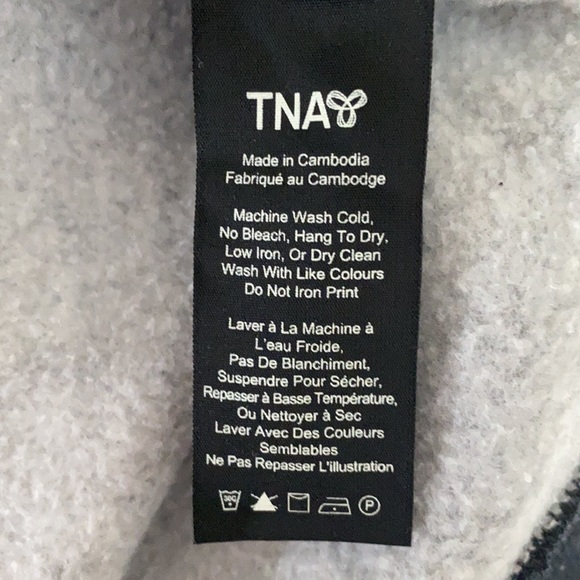 TNA
Made in Cambodia
Fabriqué au Cambodge
Machine Wash Cold,
No Bleach, Hang To Dry,
Low Iron, Or Dry Clean
Wash With Like Colours
Do Not Iron Print
Laver à La Machine à
L'eau Froide,
Pas De Blanchiment,
Suspendre Pour Sécher,
Repasser à Basse Température,
Ou Nettoyer à Sec
Laver Avec Des Couleurs
Semblables
Ne Pas Repasser L'illustration
30C P